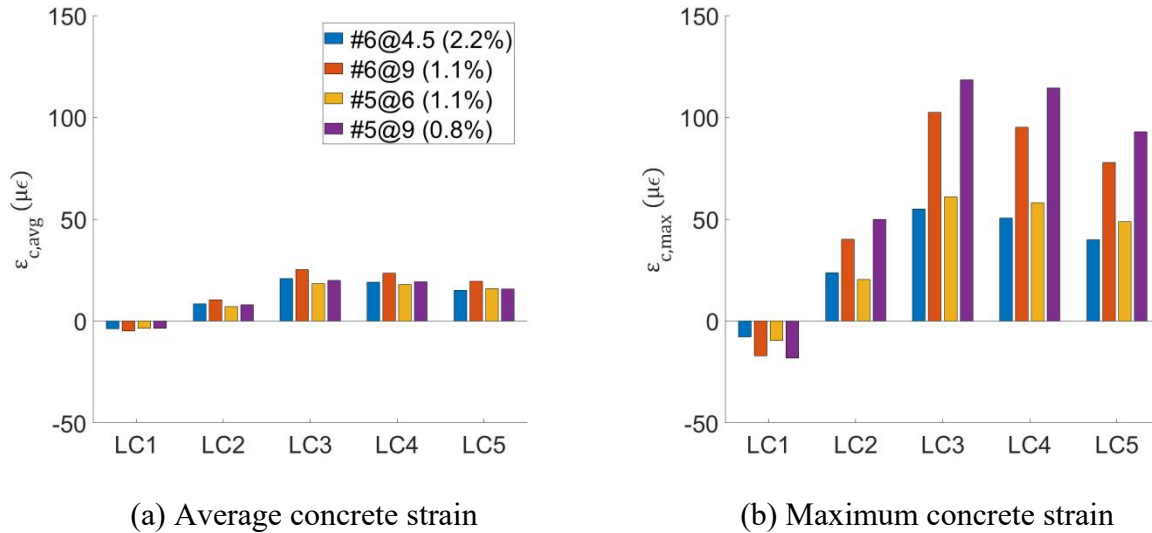 150
100
50
0
-50
ε c,avg (με)
#6@4.5 (2.2%)
#6@9 (1.1%)
#5@6 (1.1%)
#5@9 (0.8%)
LC1 LC2 LC3 LC4 LC5
(a) Average concrete strain
150
100
50
0
-50
ε c,max (με)
LC1 LC2 LC3 LC4 LC5
(b) Maximum concrete strain